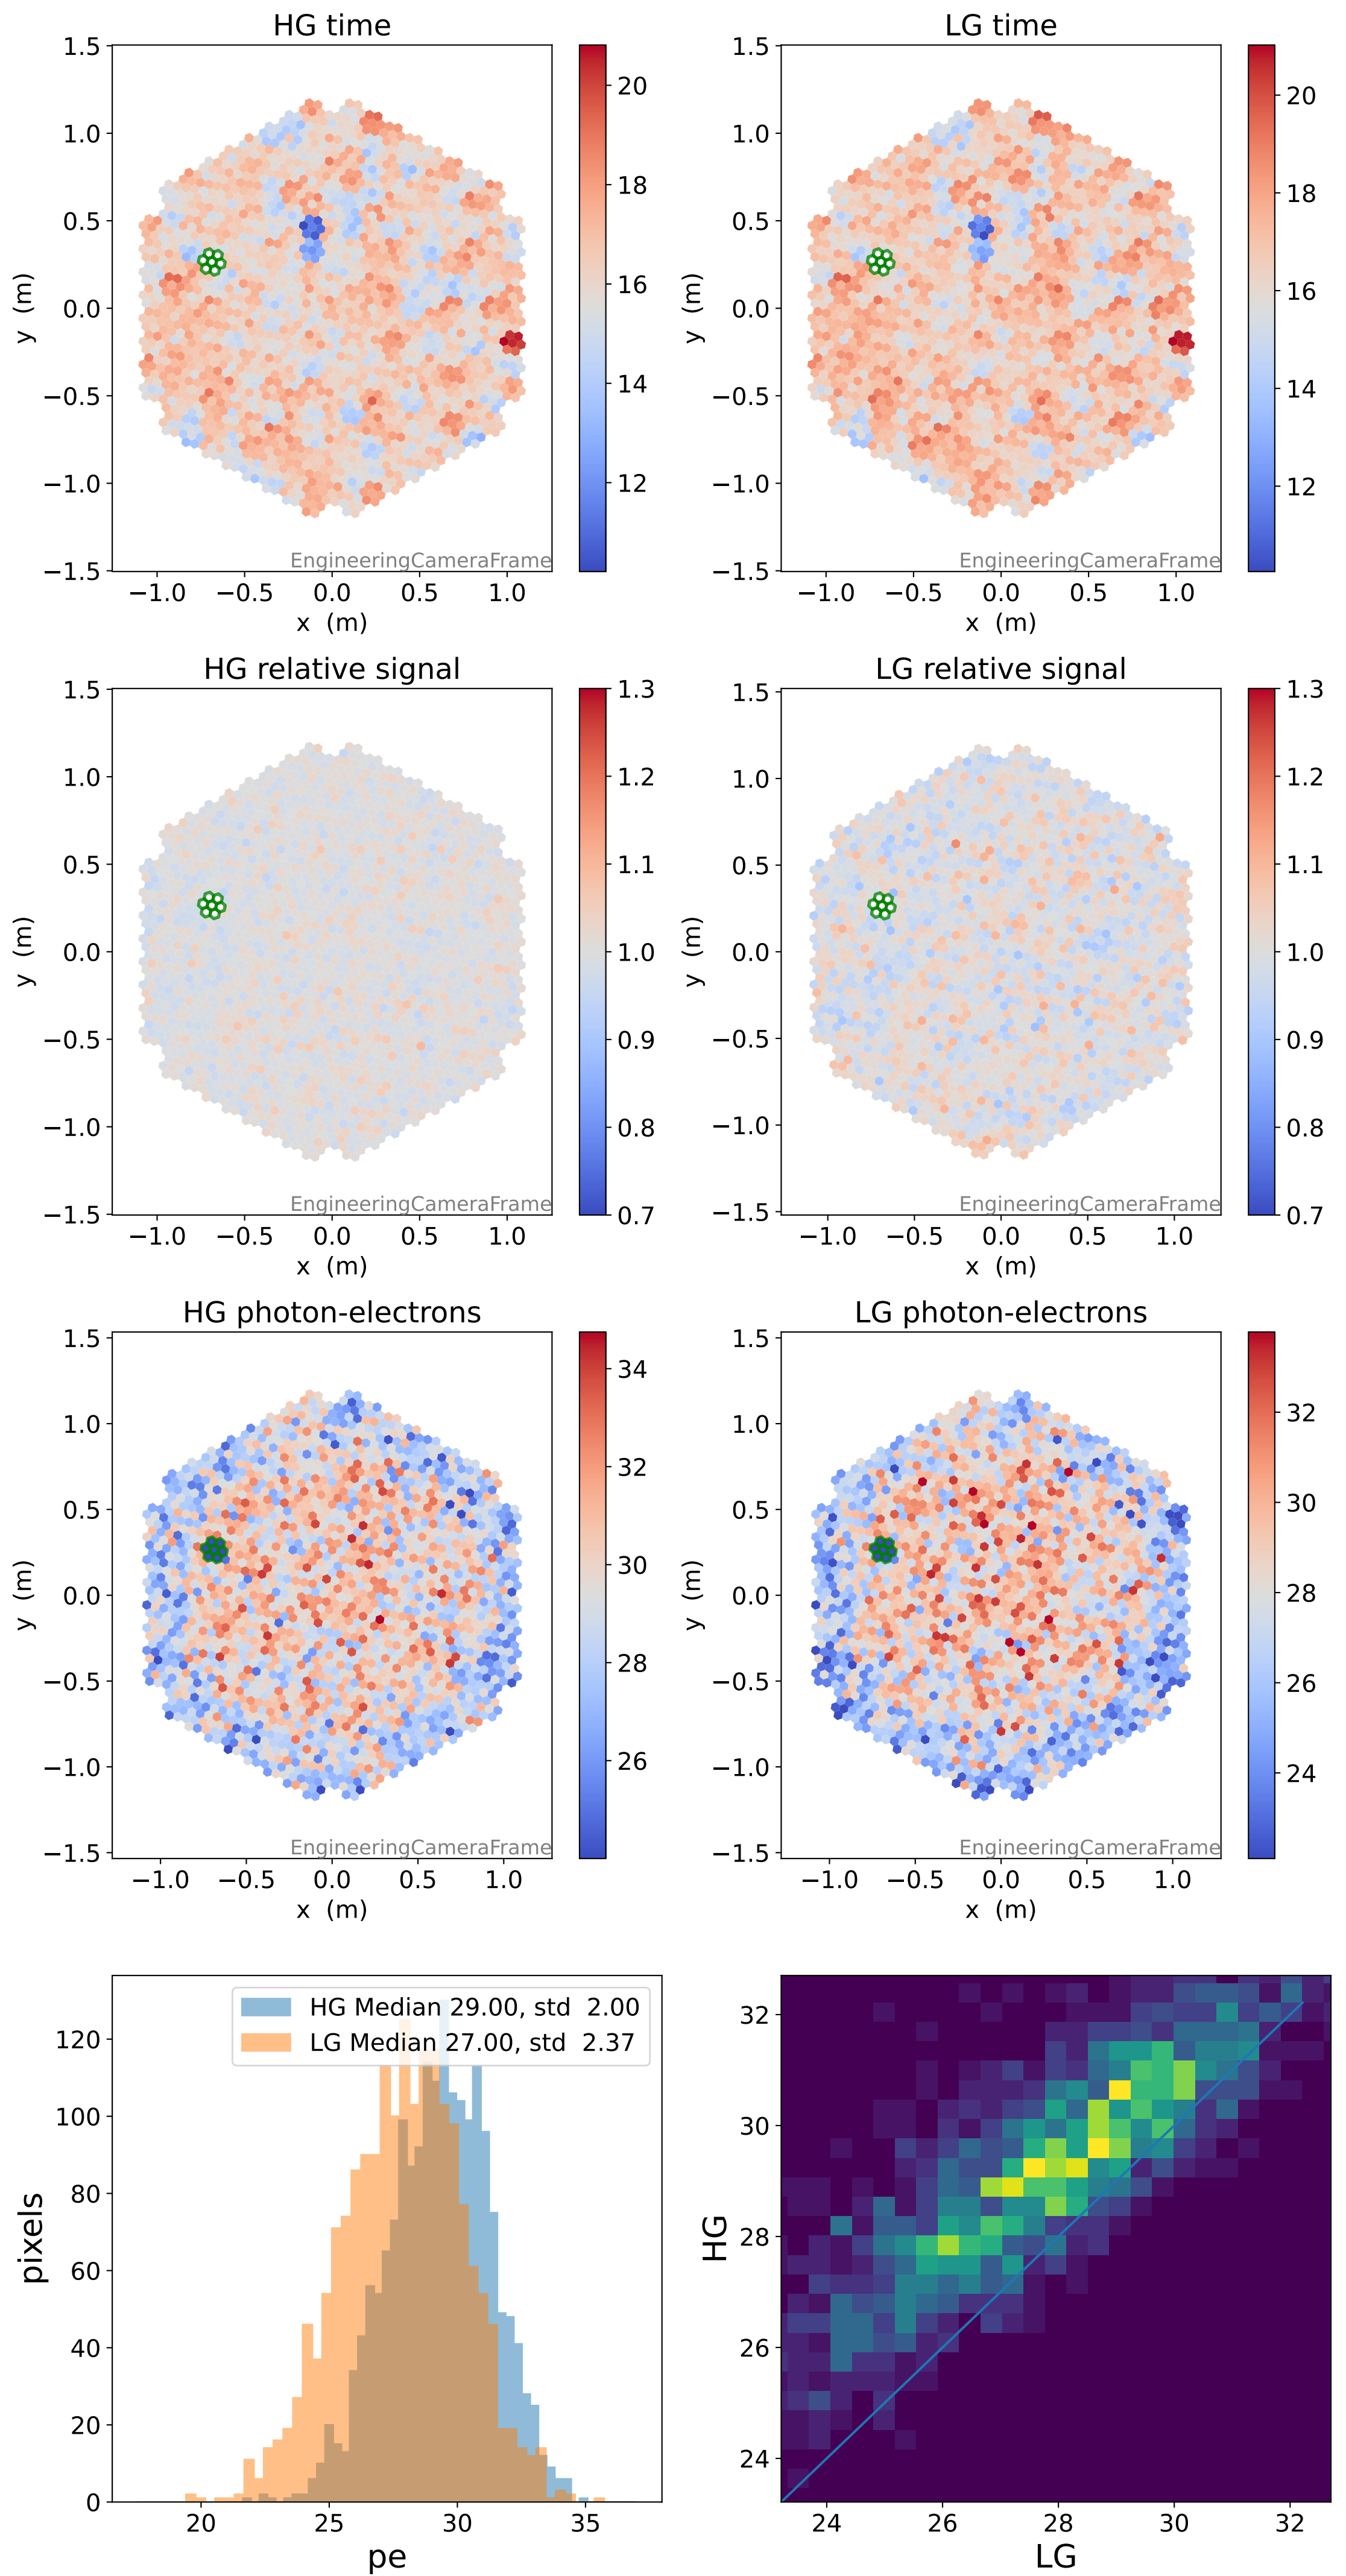 HG time
1.5
1.0
0.5
0.0
−0.5
−1.0
−1.5
y (m)
EngineeringCameraFrame
−1.0 −0.5 0.0 0.5 1.0
x (m)
20
18
16
14
12
LG time
1.5
1.0
0.5
0.0
−0.5
−1.0
−1.5
y (m)
EngineeringCameraFrame
−1.0 −0.5 0.0 0.5 1.0
x (m)
20
18
16
14
12
HG relative signal
1.5
1.0
0.5
0.0
−0.5
−1.0
−1.5
y (m)
EngineeringCameraFrame
−1.0 −0.5 0.0 0.5 1.0
x (m)
1.3
1.2
1.1
1.0
0.9
0.8
0.7
LG relative signal
1.5
1.0
0.5
0.0
−0.5
−1.0
−1.5
y (m)
EngineeringCameraFrame
−1.0 −0.5 0.0 0.5 1.0
x (m)
1.3
1.2
1.1
1.0
0.9
0.8
0.7
HG photon-electrons
1.5
1.0
0.5
0.0
−0.5
−1.0
−1.5
y (m)
EngineeringCameraFrame
−1.0 −0.5 0.0 0.5 1.0
x (m)
34
32
30
28
26
LG photon-electrons
1.5
1.0
0.5
0.0
−0.5
−1.0
−1.5
y (m)
EngineeringCameraFrame
−1.0 −0.5 0.0 0.5 1.0
x (m)
32
30
28
26
24
HG Median 29.00, std 2.00
LG Median 27.00, std 2.37
120
100
80
60
40
20
0
pixels
20 25 30 35
pe
32
30
28
26
24
HG
24 26 28 30 32
LG